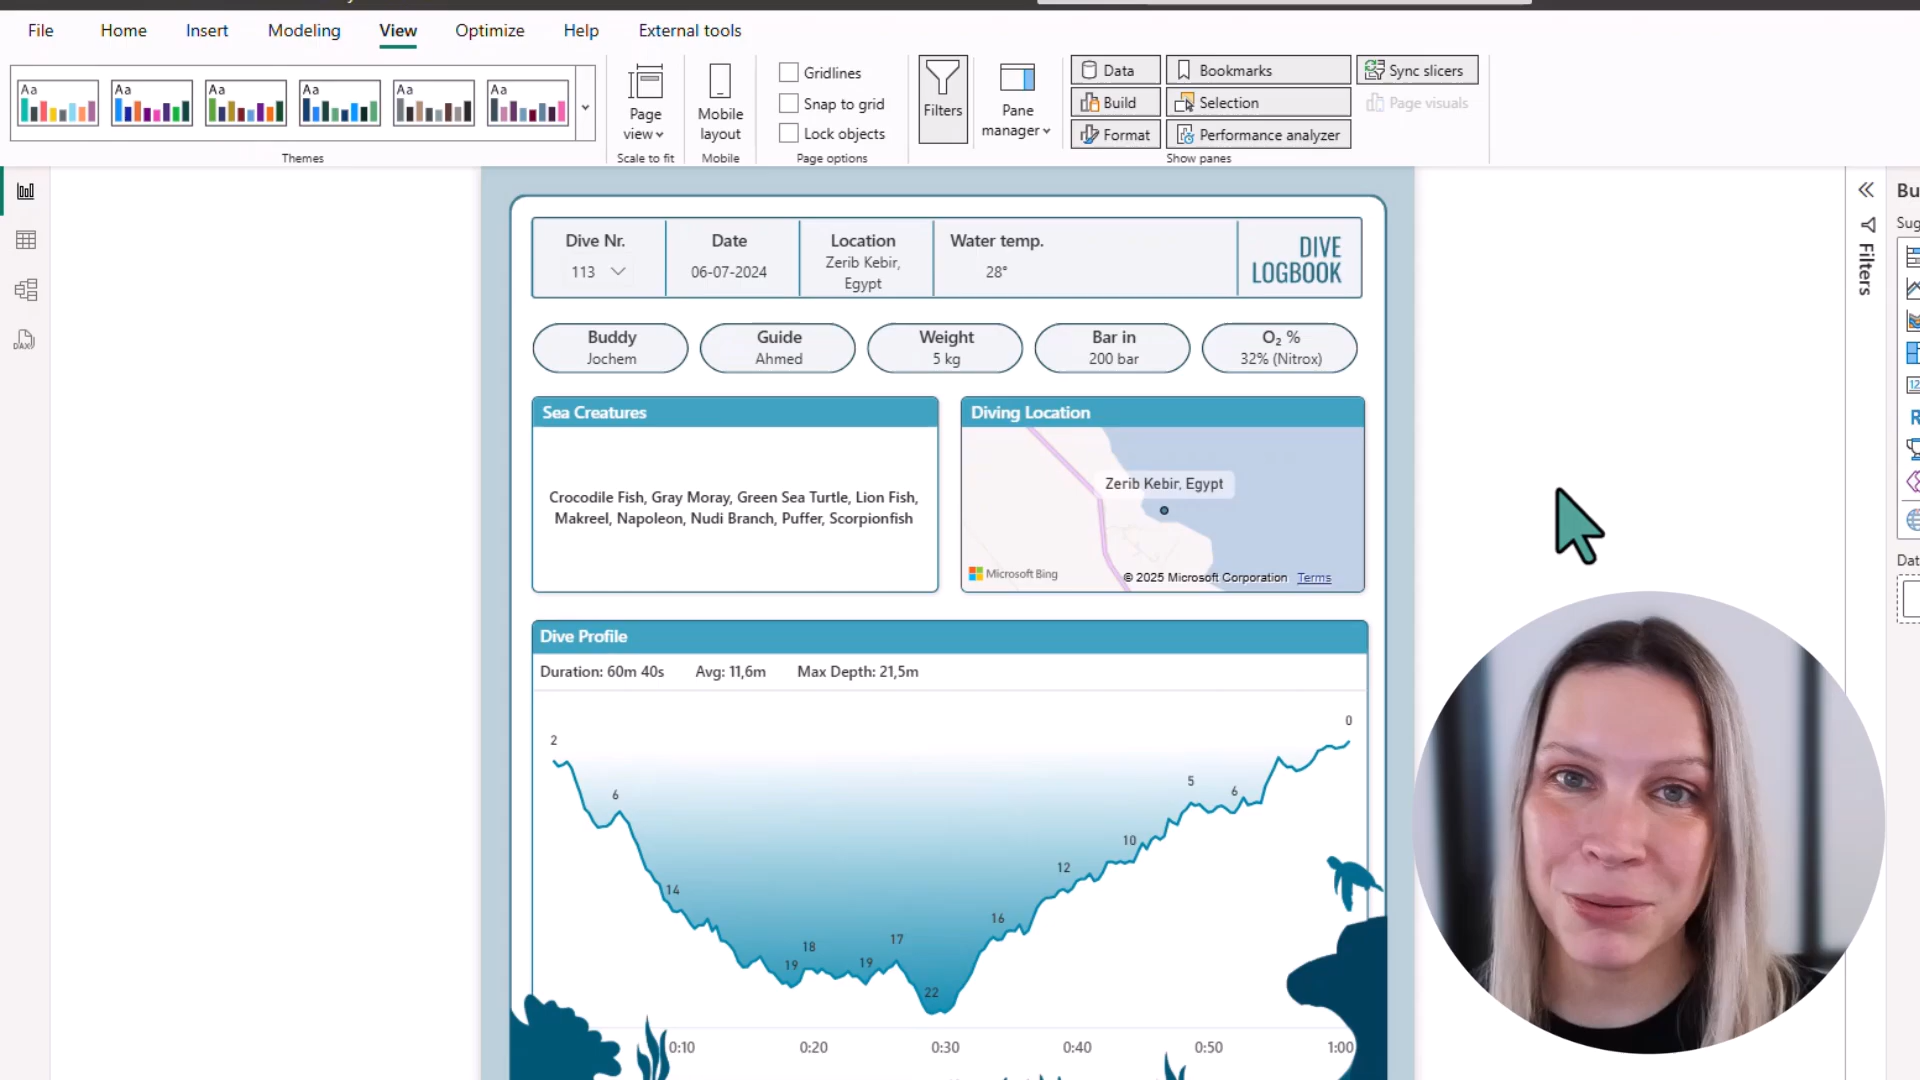 File Home Insert Modeling View Optimize Help External tools
Aa Aa Aa Aa Aa Aa
Themes
Page view
Scale to fit
Mobile layout
Mobile
Gridlines
Snap to grid
Lock objects
Page options
Filters
Pane manager
Data
Build
Format
Bookmarks
Selection
Performance analyzer
Sync slicers
Page visuals
Show panes
DAX
Filters
Dive Nr.
113
Date
06-07-2024
Location
Zerib Kebir,
Egypt
Water temp.
28°
DIVE
LOGBOOK
Buddy
Jochem
Guide
Ahmed
Weight
5 kg
Bar in
200 bar
O₂ %
32% (Nitrox)
Sea Creatures
Crocodile Fish, Gray Moray, Green Sea Turtle, Lion Fish,
Makreel, Napoleon, Nudi Branch, Puffer, Scorpionfish
Diving Location
Zerib Kebir, Egypt
Microsoft Bing
© 2025 Microsoft Corporation Terms
Dive Profile
Duration: 60m 40s Avg: 11,6m Max Depth: 21,5m
2
6
14
19
18
19
17
22
16
12
10
5
6
0
0:10 0:20 0:30 0:40 0:50 1:00